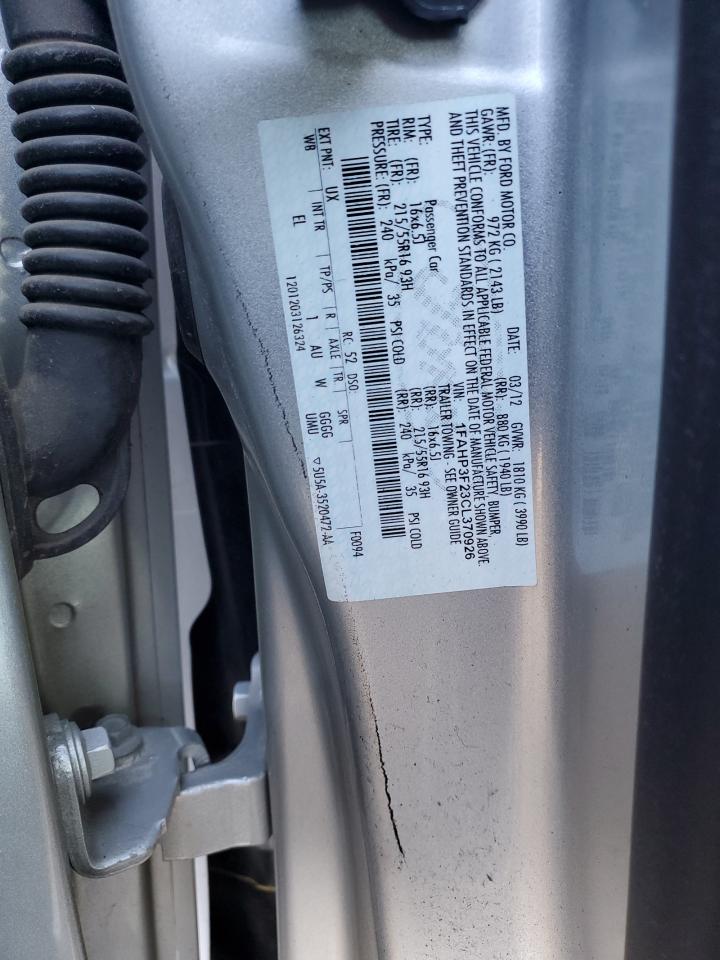 MFD. BY FORD MOTOR CO.
DATE: 03/12 GVWR: 1810 KG ( 3990 LB)
GAWR: (FR): 972 KG ( 2143 LB) (RR): 880 KG ( 1940 LB)
THIS VEHICLE CONFORMS TO ALL APPLICABLE FEDERAL MOTOR VEHICLE SAFETY, BUMPER,
AND THEFT PREVENTION STANDARDS IN EFFECT ON THE DATE OF MANUFACTURE SHOWN ABOVE.
VIN: 1FAHP3F23CL370926
TYPE: Passenger Car TRAILER TOWING - SEE OWNER GUIDE
RIM: (FR): 16x6.5J (RR): 16x6.5J
TIRE: (FR): 215/55R16 93H (RR): 215/55R16 93H
PRESSURE: (FR): 240 kPa/ 35 PSI COLD (RR): 240 kPa/ 35 PSI COLD
RC: 52 DSO: F0094
EXT PNT: UX INT TR TP/PS R AXLE TR SPR
WB EL 1 AU W GGGG UMU
1201203126324 ▽5U5A-3520472-AA